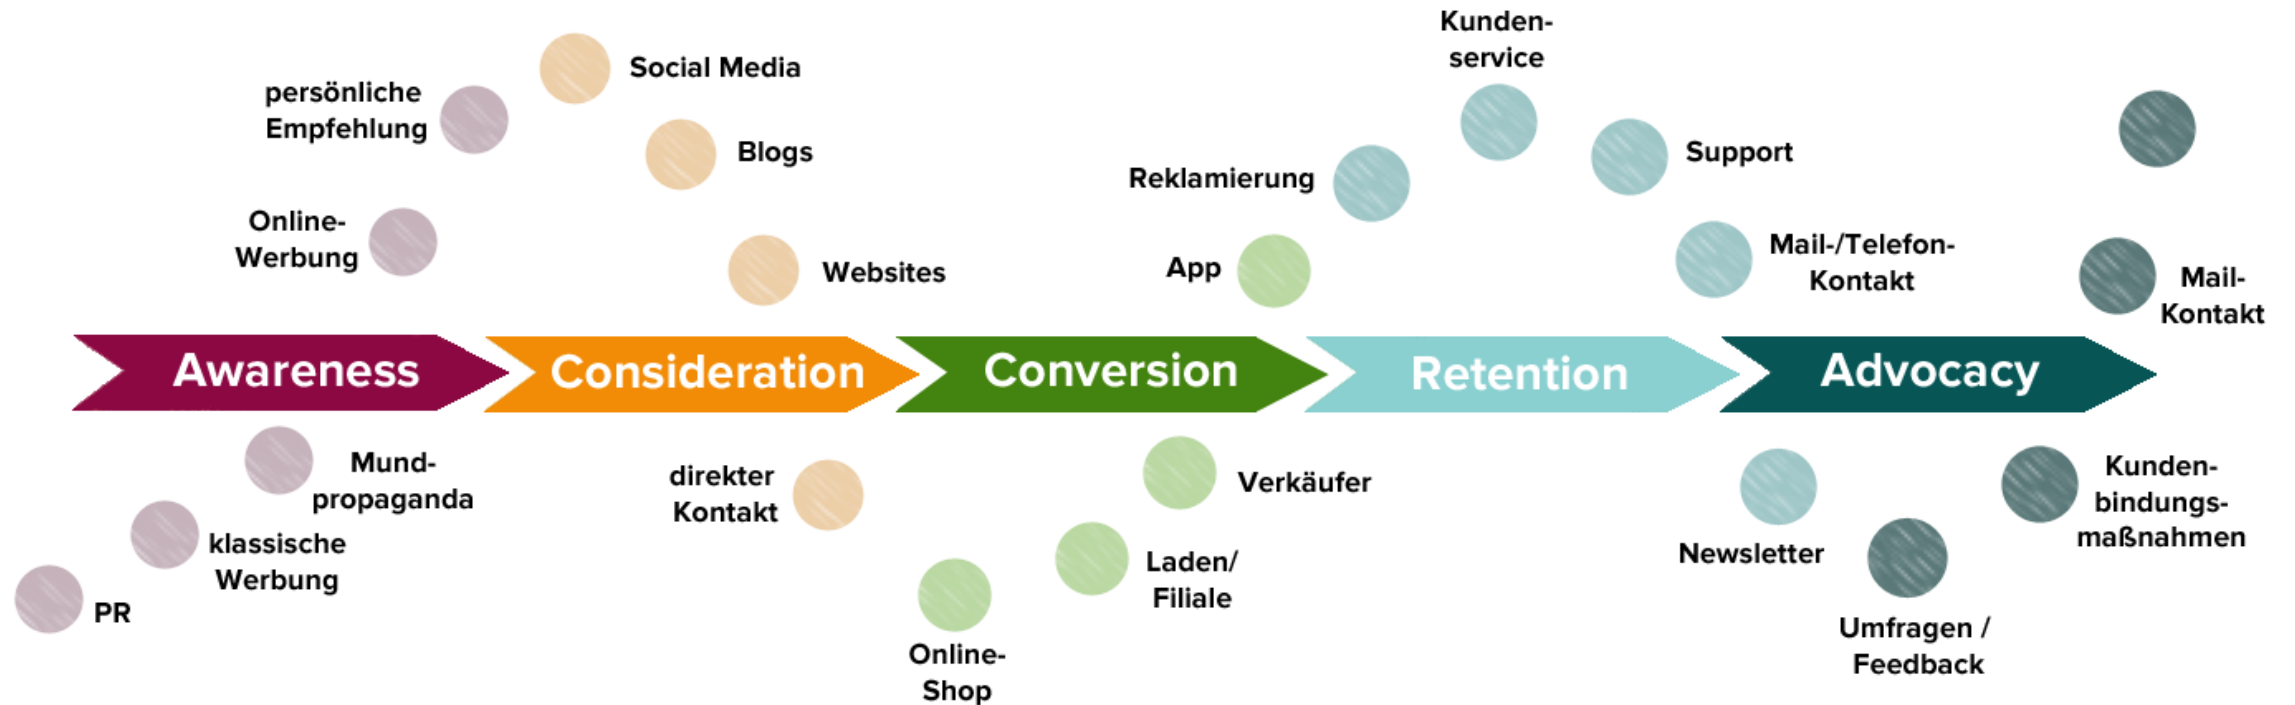 persönliche
Empfehlung
Social Media
Blogs
Online-
Werbung
Websites
Kunden-
service
Reklamierung
Support
App
Mail-/Telefon-
Kontakt
Mail-
Kontakt
Awareness
Consideration
Conversion
Retention
Advocacy
Mund-
propaganda
klassische
Werbung
PR
direkter
Kontakt
Verkäufer
Laden/
Filiale
Online-
Shop
Newsletter
Kunden-
bindungs-
maßnahmen
Umfragen /
Feedback